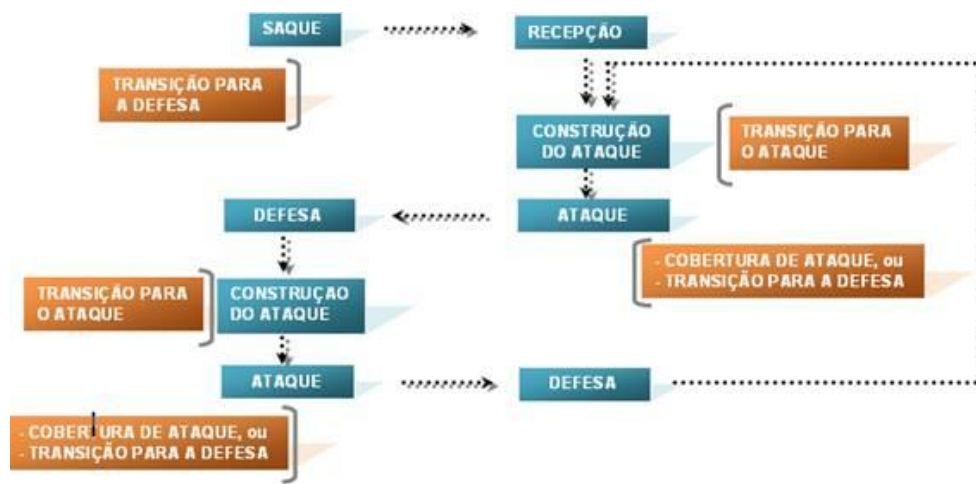 SAQUE
RECEPÇÃO
TRANSIÇÃO PARA
A DEFESA
CONSTRUÇÃO
DO ATAQUE
TRANSIÇÃO PARA
O ATAQUE
DEFESA
ATAQUE
- COBERTURA DE ATAQUE, ou
- TRANSIÇÃO PARA A DEFESA
TRANSIÇÃO PARA
O ATAQUE
CONSTRUÇAO
DO ATAQUE
ATAQUE
DEFESA
- COBERTURA DE ATAQUE, ou
- TRANSIÇÃO PARA A DEFESA